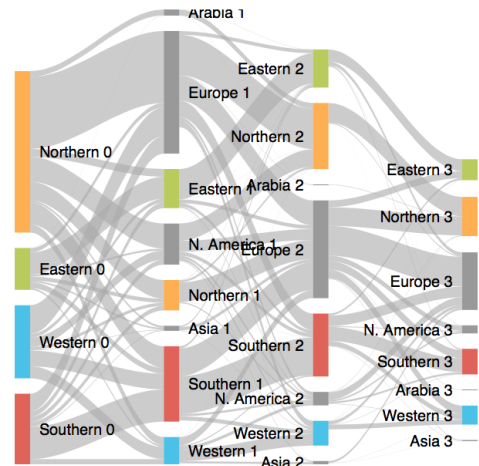 Arabia 1
Europe 1
Northern 0
Eastern 1
N. America 1
Eastern 0
Northern 1
Asia 1
Western 0
Southern 1
Southern 0
Western 1
Eastern 2
Northern 2
Arabia 2
Europe 2
Southern 2
N. America 2
Western 2
Asia 2
Eastern 3
Northern 3
Europe 3
N. America 3
Southern 3
Arabia 3
Western 3
Asia 3